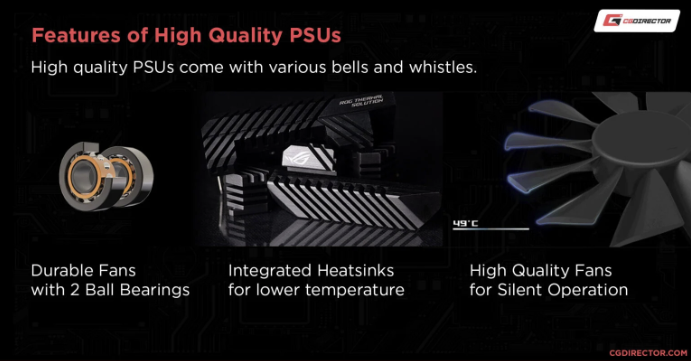 CGDIRECTOR
Features of High Quality PSUs
High quality PSUs come with various bells and whistles.
ROG THERMAL
SOLUTION
49°C
Durable Fans
with 2 Ball Bearings
Integrated Heatsinks
for lower temperature
High Quality Fans
for Silent Operation
CGDIRECTOR.COM